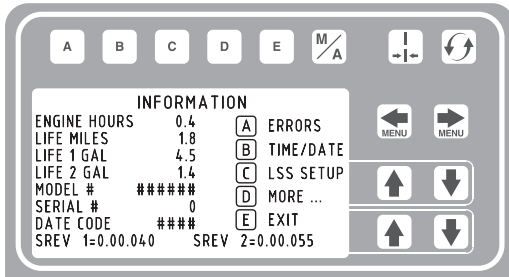 A B C D E M/A
INFORMATION
ENGINE HOURS 0.4
LIFE MILES 1.8
LIFE 1 GAL 4.5
LIFE 2 GAL 1.4
MODEL # ######
SERIAL # 0
DATE CODE ####
SREV 1=0.00.040 SREV 2=0.00.055
A ERRORS
B TIME/DATE
C LSS SETUP
D MORE ...
E EXIT
MENU MENU